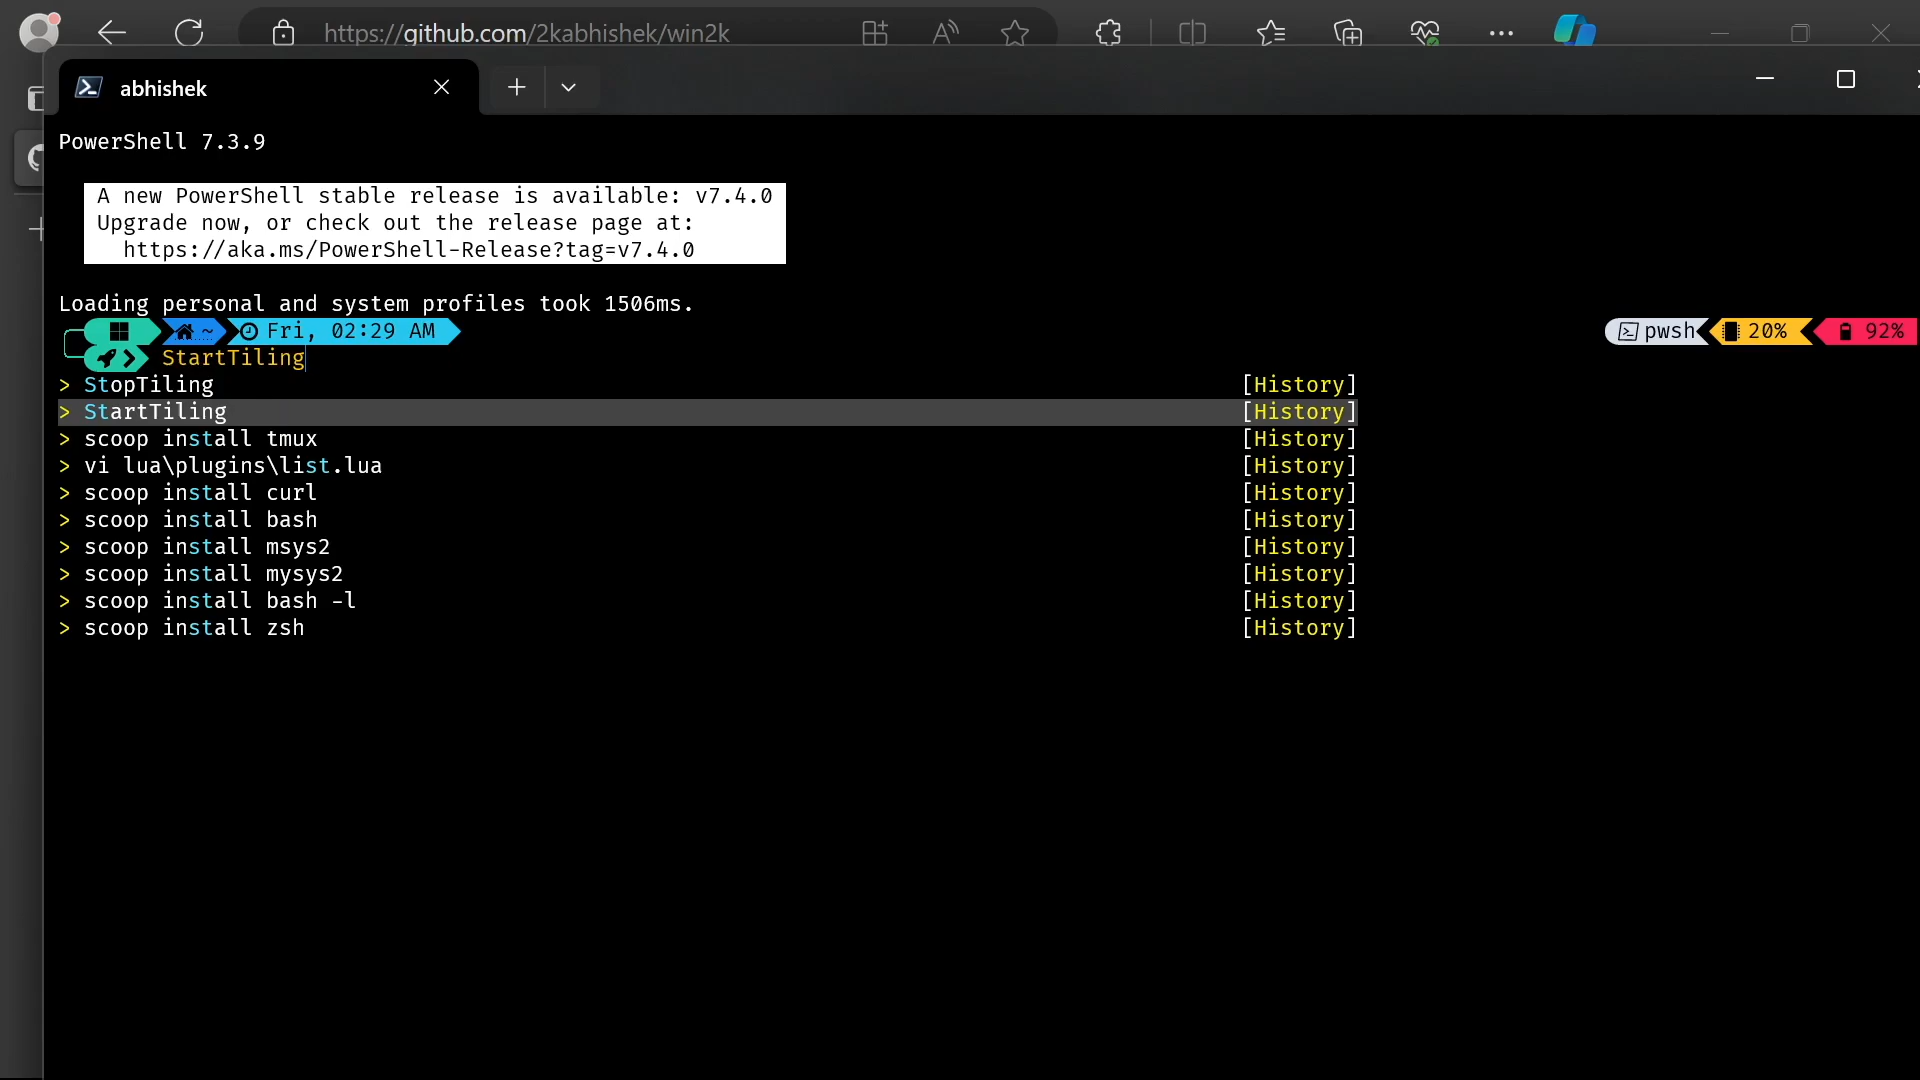 https://github.com/2kabhishek/win2k
abhishek
PowerShell 7.3.9
A new PowerShell stable release is available: v7.4.0
Upgrade now, or check out the release page at:
https://aka.ms/PowerShell-Release?tag=v7.4.0
Loading personal and system profiles took 1506ms.
~ Fri, 02:29 AM pwsh 20% 92%
StartTiling
> StopTiling [History]
> StartTiling [History]
> scoop install tmux [History]
> vi lua\plugins\list.lua [History]
> scoop install curl [History]
> scoop install bash [History]
> scoop install msys2 [History]
> scoop install mysys2 [History]
> scoop install bash -l [History]
> scoop install zsh [History]